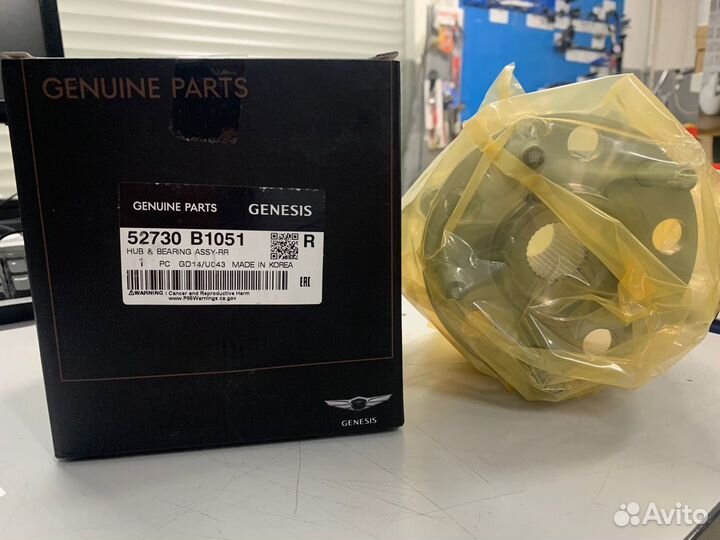 GENUINE PARTS
GENUINE PARTS GENESIS
52730 B1051 R
HUB & BEARING ASSY-RR
1 PC GD14/U043 MADE IN KOREA
EAC
⚠WARNING : Cancer and Reproductive Harm
www.P65Warnings.ca.gov
GENESIS
Avito